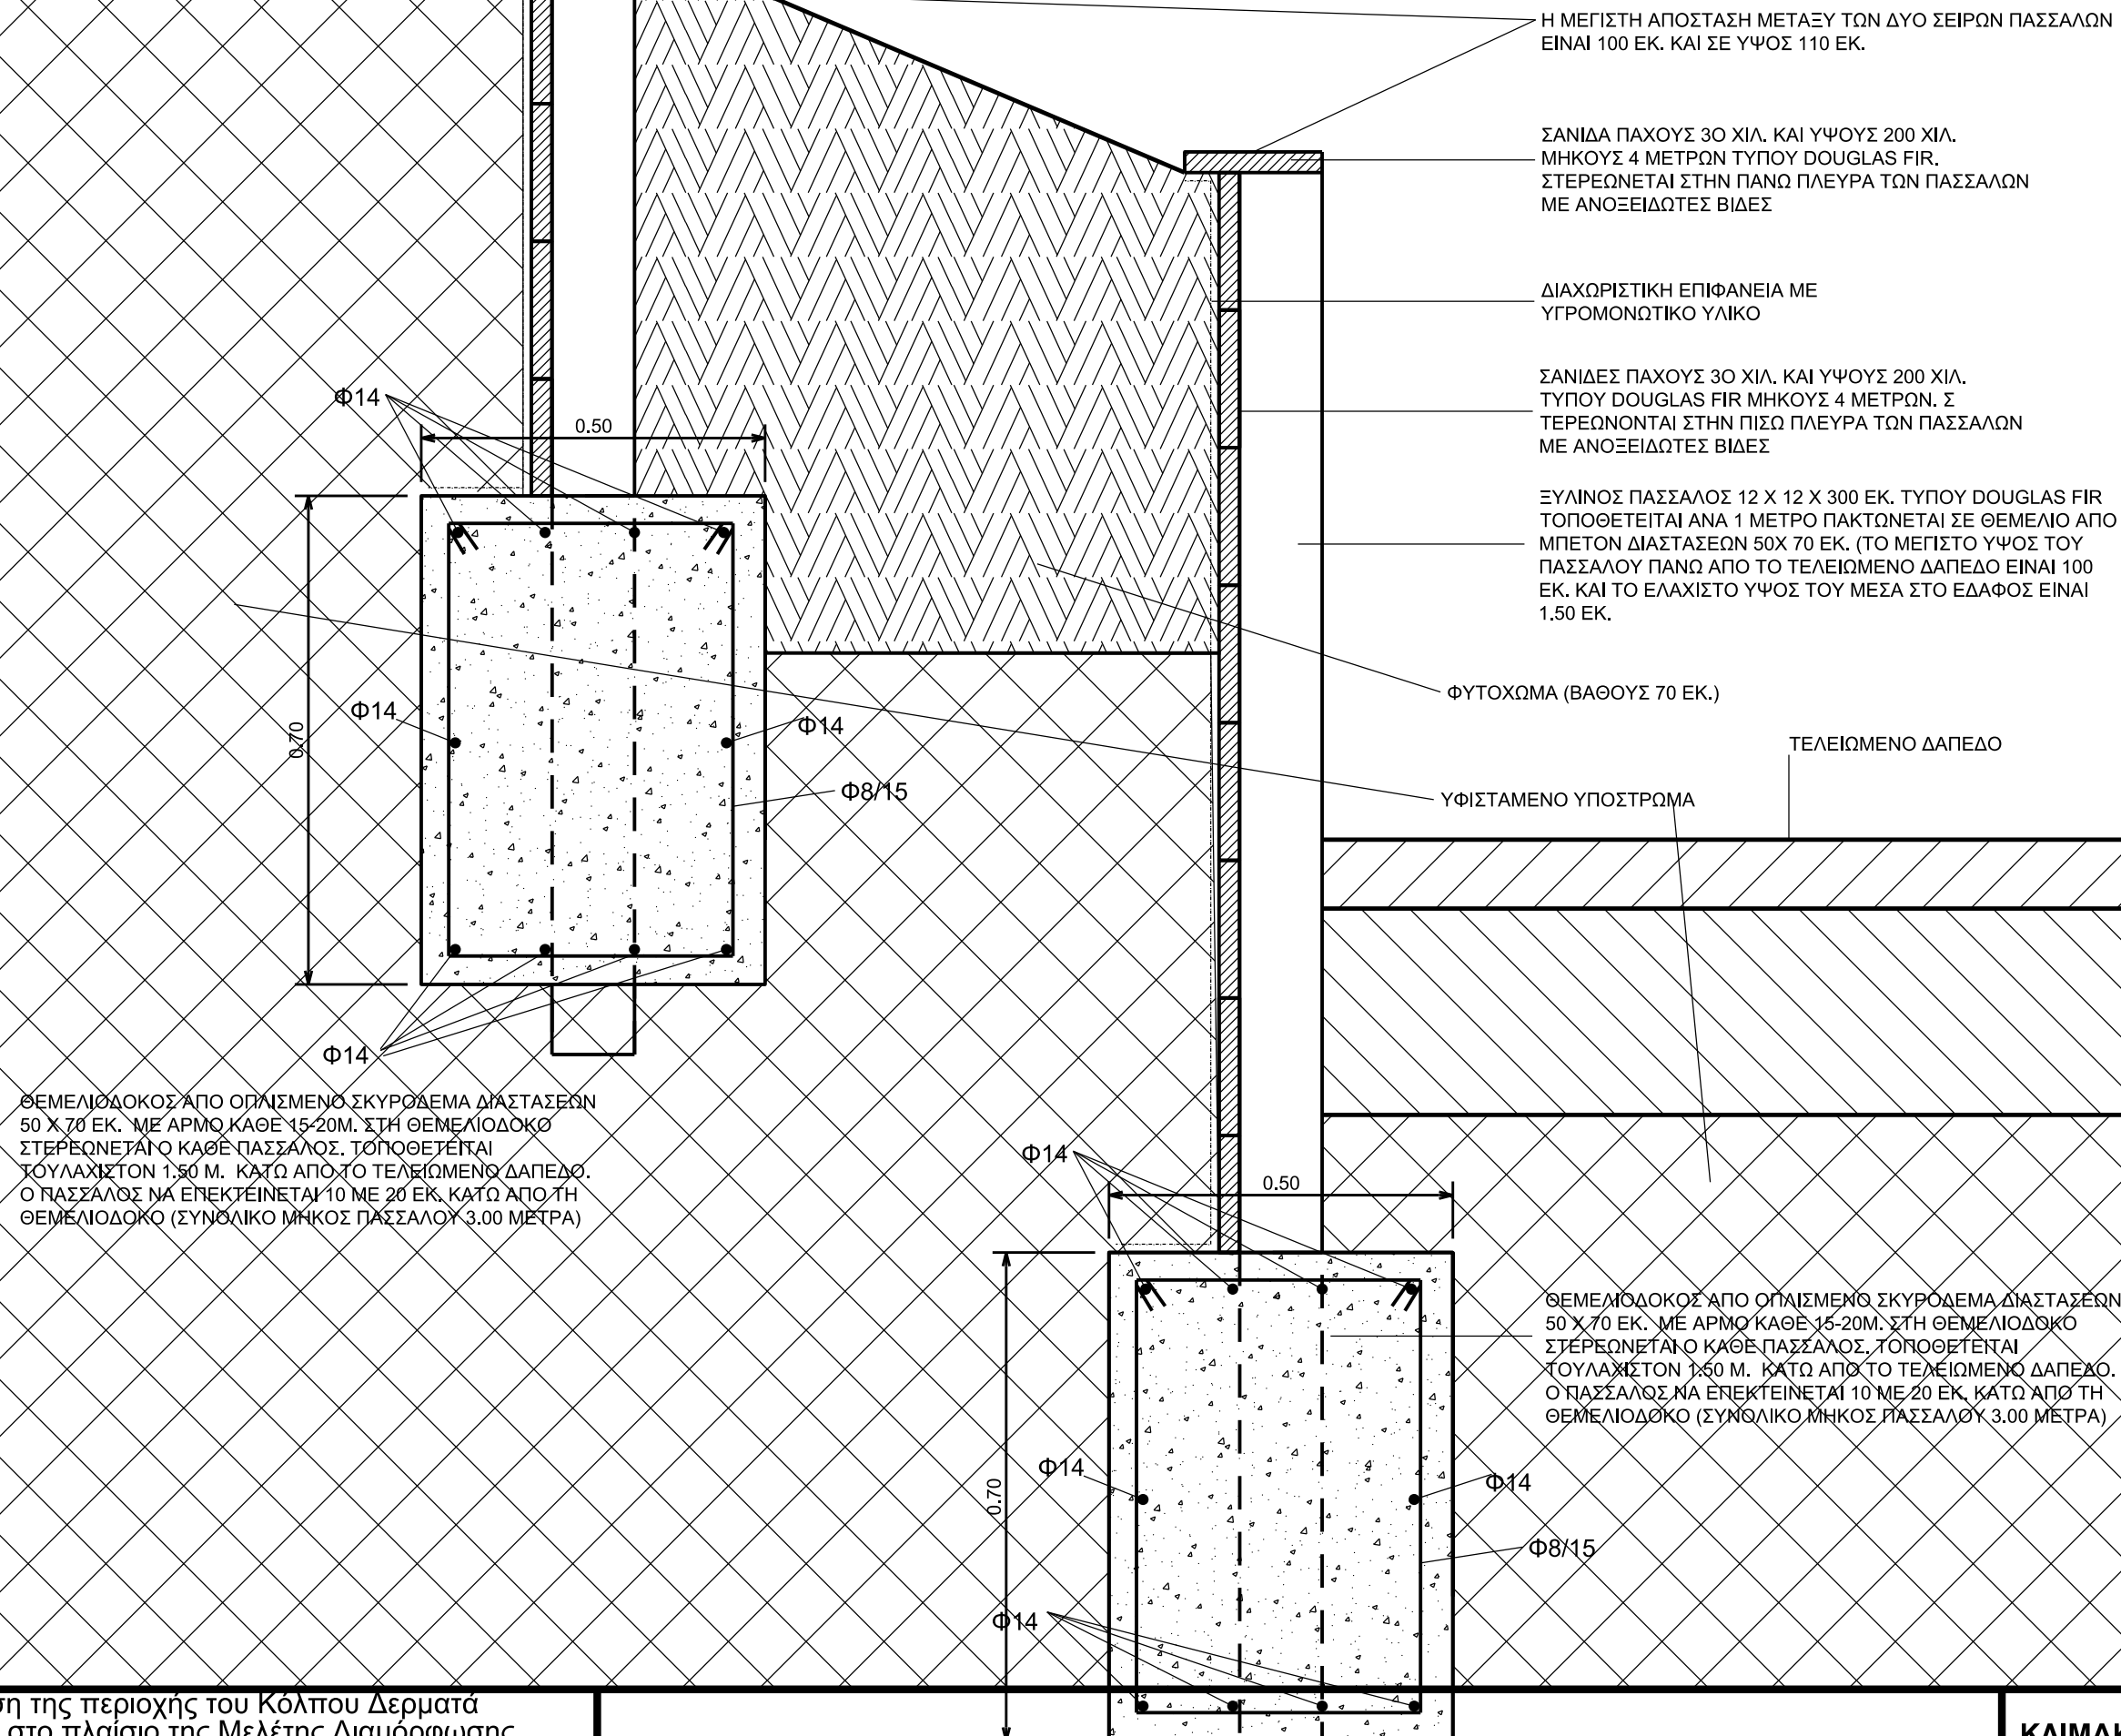 Η ΜΕΓΙΣΤΗ ΑΠΟΣΤΑΣΗ ΜΕΤΑΞΥ ΤΩΝ ΔΥΟ ΣΕΙΡΩΝ ΠΑΣΣΑΛΩΝ
ΕΙΝΑΙ 100 ΕΚ. ΚΑΙ ΣΕ ΥΨΟΣ 110 ΕΚ.
ΣΑΝΙΔΑ ΠΑΧΟΥΣ 3Ο ΧΙΛ. ΚΑΙ ΥΨΟΥΣ 200 ΧΙΛ.
ΜΗΚΟΥΣ 4 ΜΕΤΡΩΝ ΤΥΠΟΥ DOUGLAS FIR.
ΣΤΕΡΕΩΝΕΤΑΙ ΣΤΗΝ ΠΑΝΩ ΠΛΕΥΡΑ ΤΩΝ ΠΑΣΣΑΛΩΝ
ΜΕ ΑΝΟΞΕΙΔΩΤΕΣ ΒΙΔΕΣ
ΔΙΑΧΩΡΙΣΤΙΚΗ ΕΠΙΦΑΝΕΙΑ ΜΕ
ΥΓΡΟΜΟΝΩΤΙΚΟ ΥΛΙΚΟ
ΣΑΝΙΔΕΣ ΠΑΧΟΥΣ 3Ο ΧΙΛ. ΚΑΙ ΥΨΟΥΣ 200 ΧΙΛ.
ΤΥΠΟΥ DOUGLAS FIR ΜΗΚΟΥΣ 4 ΜΕΤΡΩΝ. Σ
ΤΕΡΕΩΝΟΝΤΑΙ ΣΤΗΝ ΠΙΣΩ ΠΛΕΥΡΑ ΤΩΝ ΠΑΣΣΑΛΩΝ
ΜΕ ΑΝΟΞΕΙΔΩΤΕΣ ΒΙΔΕΣ
Φ14
0.50
ΞΥΛΙΝΟΣ ΠΑΣΣΑΛΟΣ 12 Χ 12 Χ 300 ΕΚ. ΤΥΠΟΥ DOUGLAS FIR
ΤΟΠΟΘΕΤΕΙΤΑΙ ΑΝΑ 1 ΜΕΤΡΟ ΠΑΚΤΩΝΕΤΑΙ ΣΕ ΘΕΜΕΛΙΟ ΑΠΟ
ΜΠΕΤΟΝ ΔΙΑΣΤΑΣΕΩΝ 50Χ 70 ΕΚ. (ΤΟ ΜΕΓΙΣΤΟ ΥΨΟΣ ΤΟΥ
ΠΑΣΣΑΛΟΥ ΠΑΝΩ ΑΠΟ ΤΟ ΤΕΛΕΙΩΜΕΝΟ ΔΑΠΕΔΟ ΕΙΝΑΙ 100
ΕΚ. ΚΑΙ ΤΟ ΕΛΑΧΙΣΤΟ ΥΨΟΣ ΤΟΥ ΜΕΣΑ ΣΤΟ ΕΔΑΦΟΣ ΕΙΝΑΙ
1.50 ΕΚ.
ΦΥΤΟΧΩΜΑ (ΒΑΘΟΥΣ 70 ΕΚ.)
Φ14
Φ14
0.70
ΤΕΛΕΙΩΜΕΝΟ ΔΑΠΕΔΟ
Φ8/15
ΥΦΙΣΤΑΜΕΝΟ ΥΠΟΣΤΡΩΜΑ
Φ14
ΘΕΜΕΛΙΟΔΟΚΟΣ ΑΠΟ ΟΠΛΙΣΜΕΝΟ ΣΚΥΡΟΔΕΜΑ ΔΙΑΣΤΑΣΕΩΝ
50 Χ 70 ΕΚ. ΜΕ ΑΡΜΟ ΚΑΘΕ 15-20Μ. ΣΤΗ ΘΕΜΕΛΙΟΔΟΚΟ
ΣΤΕΡΕΩΝΕΤΑΙ Ο ΚΑΘΕ ΠΑΣΣΑΛΟΣ. ΤΟΠΟΘΕΤΕΙΤΑΙ
ΤΟΥΛΑΧΙΣΤΟΝ 1.50 Μ. ΚΑΤΩ ΑΠΟ ΤΟ ΤΕΛΕΙΩΜΕΝΟ ΔΑΠΕΔΟ.
Ο ΠΑΣΣΑΛΟΣ ΝΑ ΕΠΕΚΤΕΙΝΕΤΑΙ 10 ΜΕ 20 ΕΚ. ΚΑΤΩ ΑΠΟ ΤΗ
ΘΕΜΕΛΙΟΔΟΚΟ (ΣΥΝΟΛΙΚΟ ΜΗΚΟΣ ΠΑΣΣΑΛΟΥ 3.00 ΜΕΤΡΑ)
Φ14
0.50
ΘΕΜΕΛΙΟΔΟΚΟΣ ΑΠΟ ΟΠΛΙΣΜΕΝΟ ΣΚΥΡΟΔΕΜΑ ΔΙΑΣΤΑΣΕΩΝ
50 Χ 70 ΕΚ. ΜΕ ΑΡΜΟ ΚΑΘΕ 15-20Μ. ΣΤΗ ΘΕΜΕΛΙΟΔΟΚΟ
ΣΤΕΡΕΩΝΕΤΑΙ Ο ΚΑΘΕ ΠΑΣΣΑΛΟΣ. ΤΟΠΟΘΕΤΕΙΤΑΙ
ΤΟΥΛΑΧΙΣΤΟΝ 1.50 Μ. ΚΑΤΩ ΑΠΟ ΤΟ ΤΕΛΕΙΩΜΕΝΟ ΔΑΠΕΔΟ.
Ο ΠΑΣΣΑΛΟΣ ΝΑ ΕΠΕΚΤΕΙΝΕΤΑΙ 10 ΜΕ 20 ΕΚ. ΚΑΤΩ ΑΠΟ ΤΗ
ΘΕΜΕΛΙΟΔΟΚΟ (ΣΥΝΟΛΙΚΟ ΜΗΚΟΣ ΠΑΣΣΑΛΟΥ 3.00 ΜΕΤΡΑ)
Φ14
Φ14
0.70
Φ8/15
Φ14
της περιοχής του Κόλπου Δερματά
στο πλαίσιο της Μελέτης Διαμόρφωσης